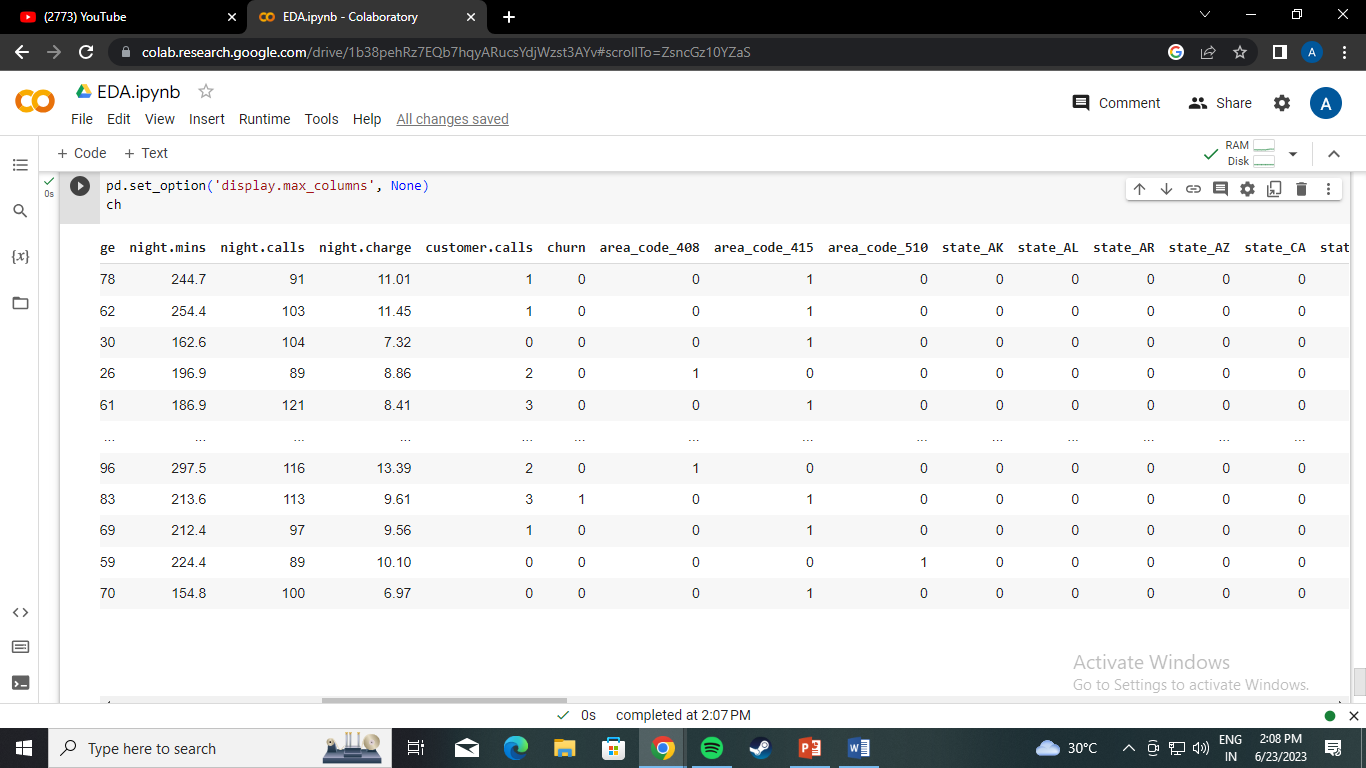 (2773) YouTube
EDA.ipynb - Colaboratory
colab.research.google.com/drive/1b38pehRz7EQb7hqyARucsYdjWzst3AYv#scrollTo=ZsncGz10YZaS
A
EDA.ipynb
Comment Share A
File Edit View Insert Runtime Tools Help All changes saved
+ Code + Text
RAM
Disk
0s
pd.set_option('display.max_columns', None)
ch
{x}
ge night.mins night.calls night.charge customer.calls churn area_code_408 area_code_415 area_code_510 state_AK state_AL state_AR state_AZ state_CA stat
78 244.7 91 11.01 1 0 0 1 0 0 0 0 0 0
62 254.4 103 11.45 1 0 0 1 0 0 0 0 0 0
30 162.6 104 7.32 0 0 0 1 0 0 0 0 0 0
26 196.9 89 8.86 2 0 1 0 0 0 0 0 0 0
61 186.9 121 8.41 3 0 0 1 0 0 0 0 0 0
... ... ... ... ... ... ... ... ... ... ... ... ... ...
96 297.5 116 13.39 2 0 1 0 0 0 0 0 0 0
83 213.6 113 9.61 3 1 0 1 0 0 0 0 0 0
69 212.4 97 9.56 1 0 0 1 0 0 0 0 0 0
59 224.4 89 10.10 0 0 0 0 1 0 0 0 0 0
70 154.8 100 6.97 0 0 0 1 0 0 0 0 0 0
Activate Windows
Go to Settings to activate Windows.
0s completed at 2:07 PM
Type here to search
30°C
ENG
IN
2:08 PM
6/23/2023